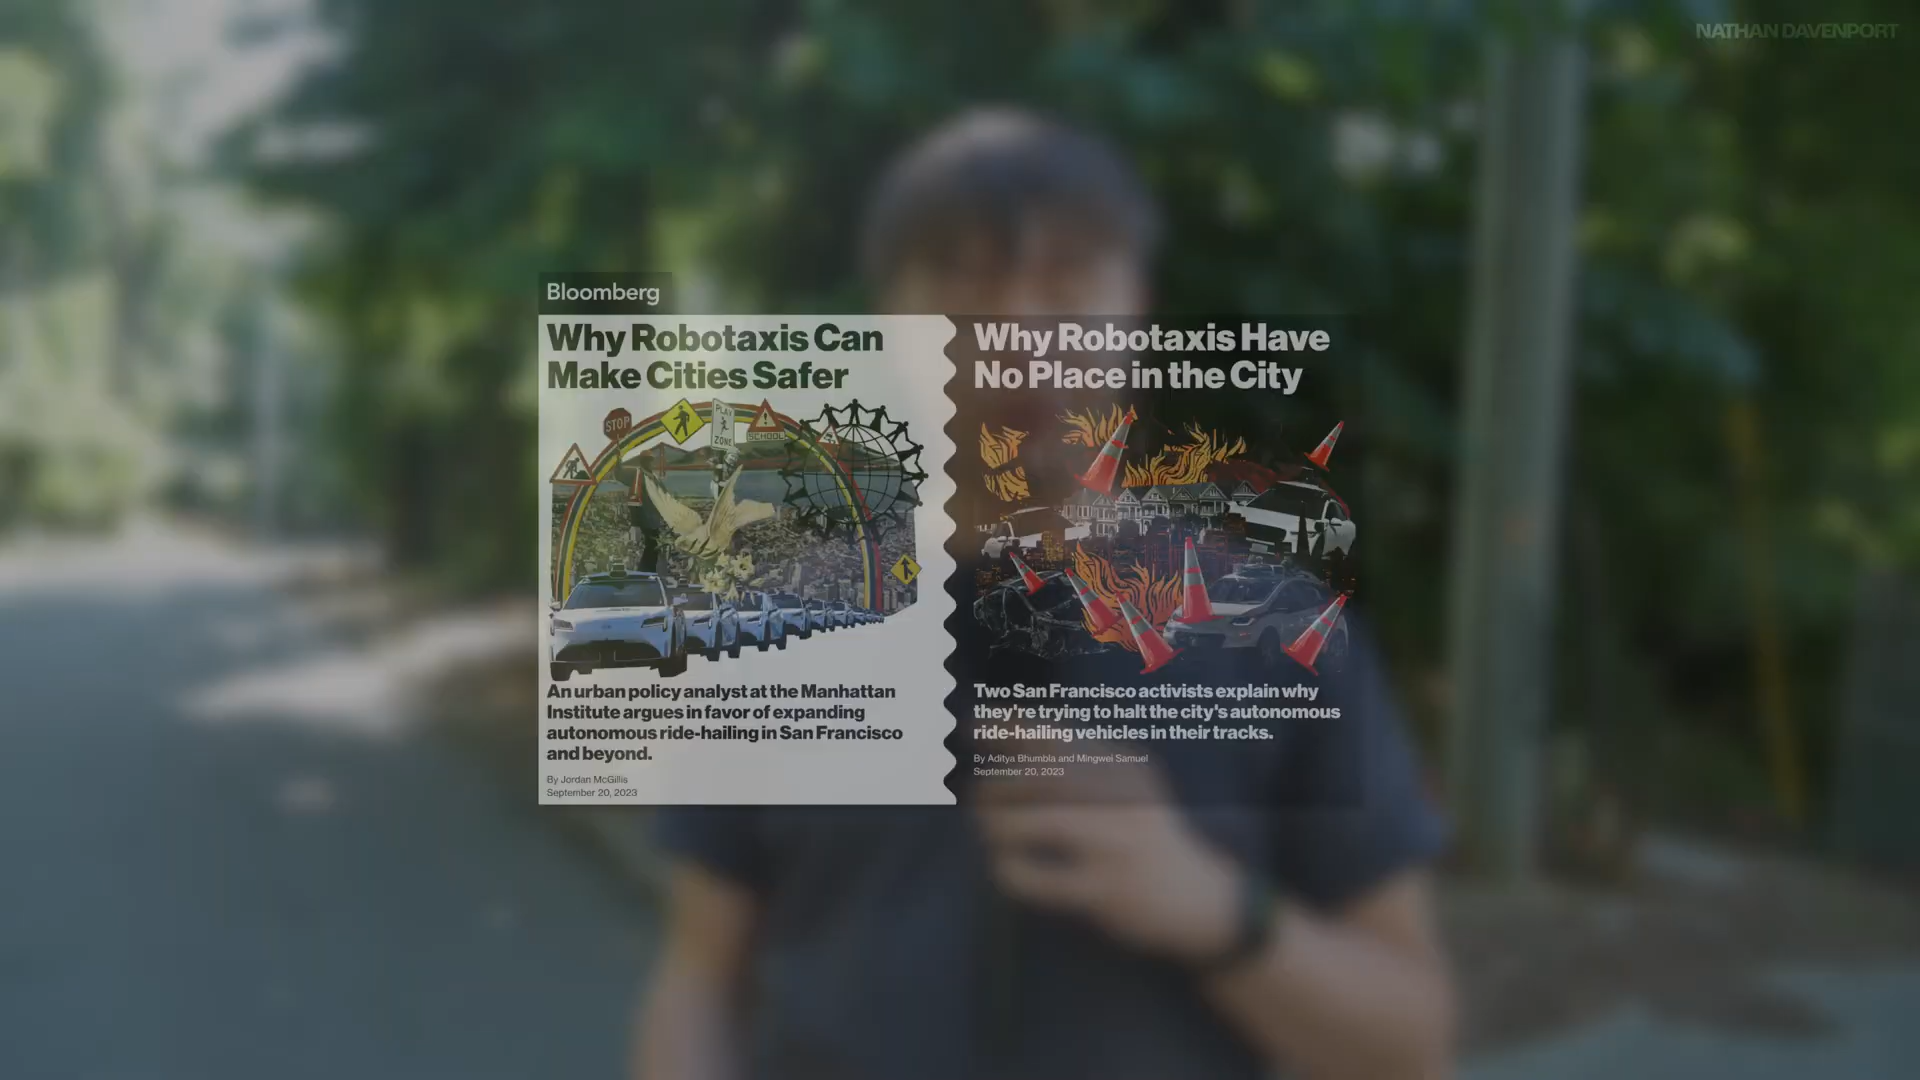 NATHAN DAVENPORT
Bloomberg
Why Robotaxis Can
Make Cities Safer
STOP
PLAY
ZONE
SCHOOL
An urban policy analyst at the Manhattan
Institute argues in favor of expanding
autonomous ride-hailing in San Francisco
and beyond.
By Jordan McGillis
September 20, 2023
Why Robotaxis Have
No Place in the City
Two San Francisco activists explain why
they're trying to halt the city's autonomous
ride-hailing vehicles in their tracks.
By Aditya Bhumbla and Mingwei Samuel
September 20, 2023